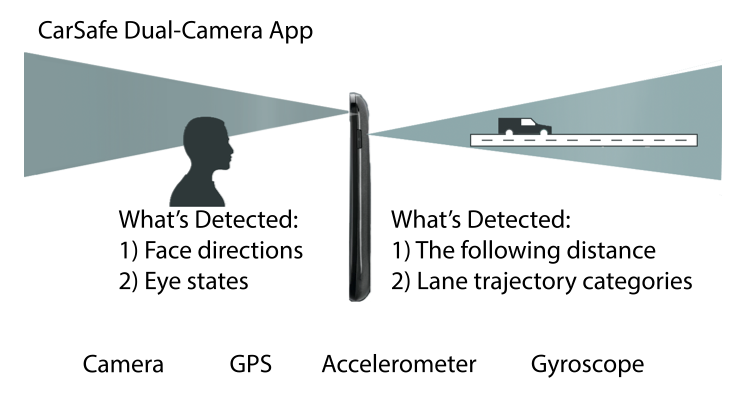 CarSafe Dual-Camera App
What's Detected:
1) Face directions
2) Eye states
What's Detected:
1) The following distance
2) Lane trajectory categories
Camera GPS Accelerometer Gyroscope